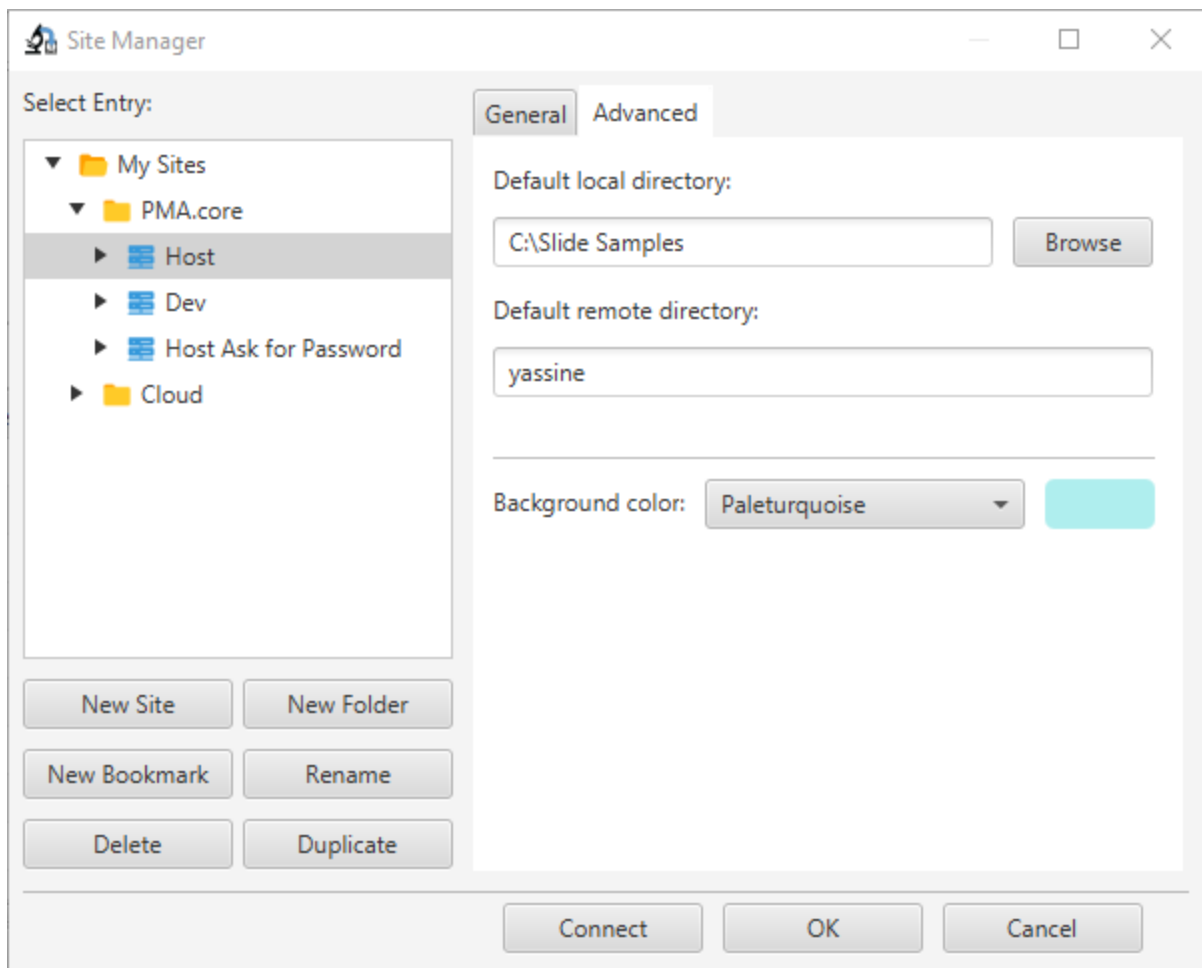 Site Manager
Select Entry:
My Sites
PMA.core
Host
Dev
Host Ask for Password
Cloud
New Site
New Folder
New Bookmark
Rename
Delete
Duplicate
General
Advanced
Default local directory:
C:\Slide Samples
Browse
Default remote directory:
yassine
Background color:
Paleturquoise
Connect
OK
Cancel